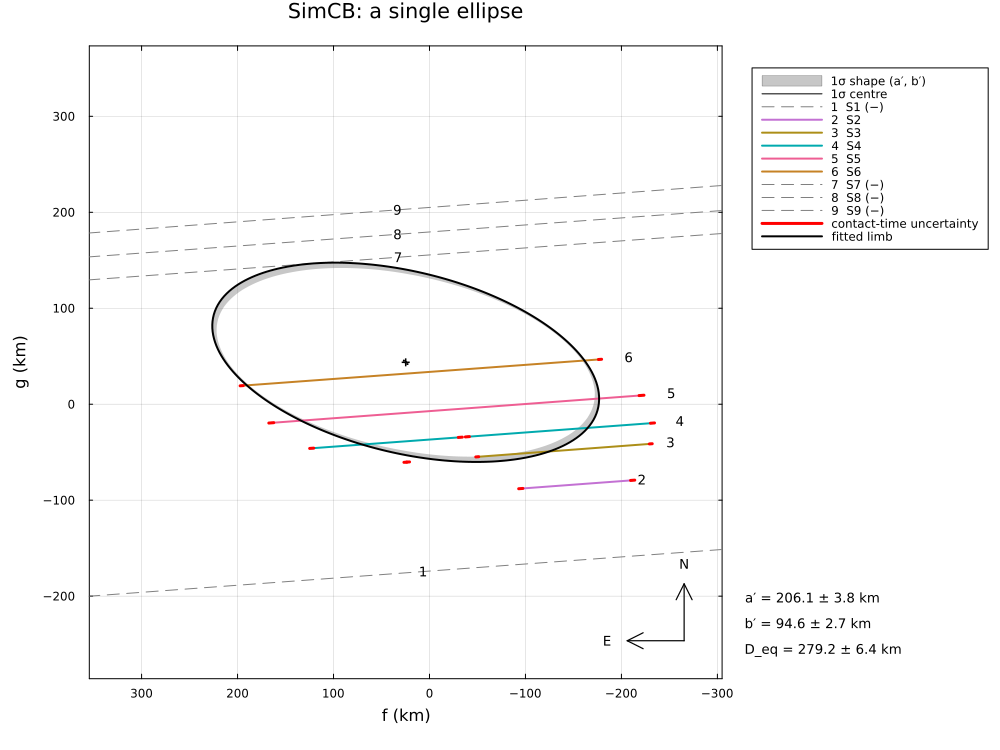 SimCB: a single ellipse
1σ shape (a′, b′)
1σ centre
1 S1 (−)
2 S2
3 S3
4 S4
5 S5
6 S6
7 S7 (−)
8 S8 (−)
9 S9 (−)
contact-time uncertainty
fitted limb
g (km)
300
200
100
0
−100
−200
9
8
7
6
5
4
3
2
1
N
E
a′ = 206.1 ± 3.8 km
b′ = 94.6 ± 2.7 km
D_eq = 279.2 ± 6.4 km
300 200 100 0 −100 −200 −300
f (km)